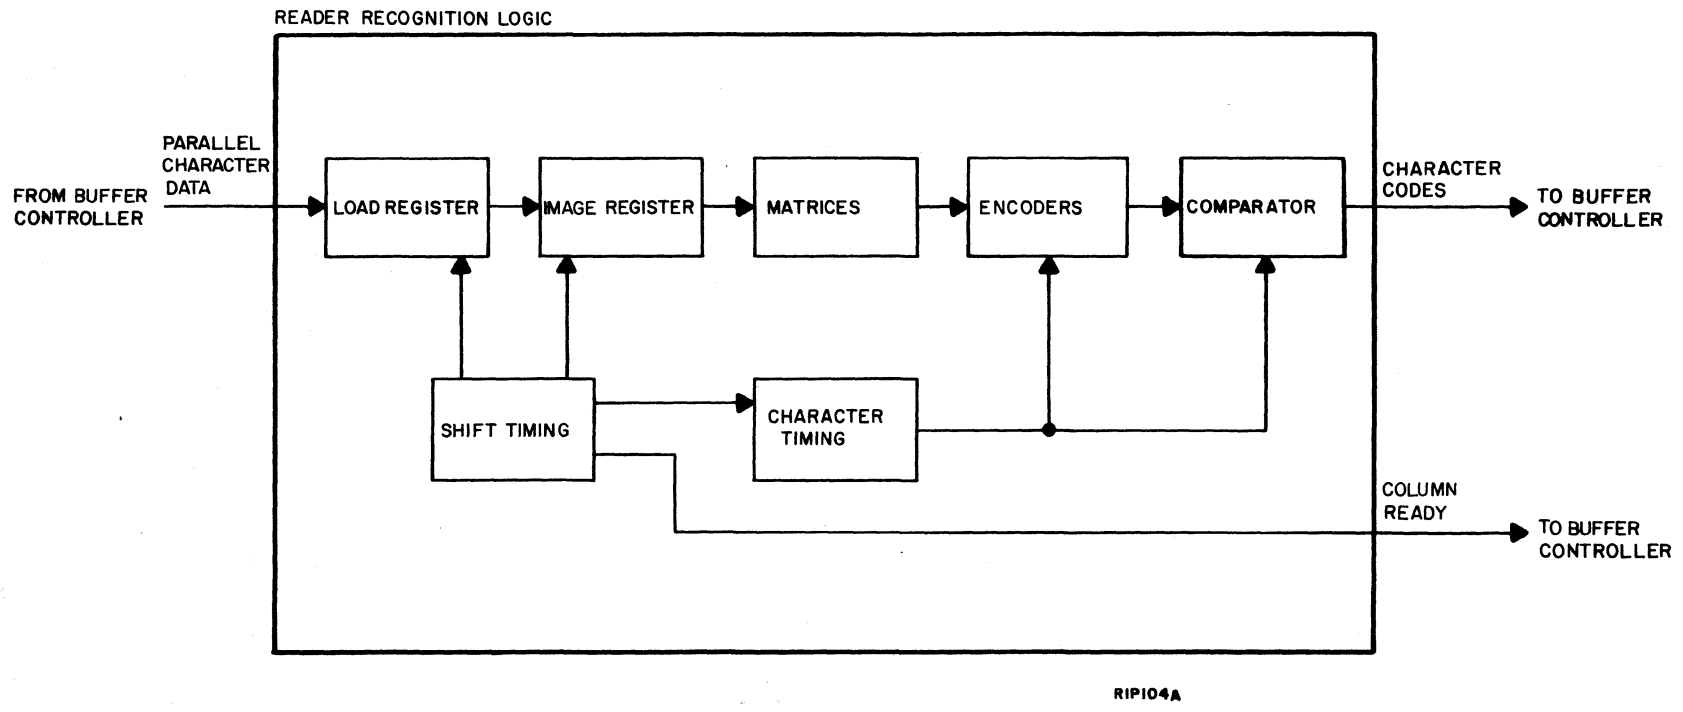 READER RECOGNITION LOGIC
PARALLEL
CHARACTER
DATA
FROM BUFFER
CONTROLLER
LOAD REGISTER
IMAGE REGISTER
MATRICES
ENCODERS
COMPARATOR
CHARACTER
CODES
TO BUFFER
CONTROLLER
SHIFT TIMING
CHARACTER
TIMING
COLUMN
READY
TO BUFFER
CONTROLLER
RIP104A